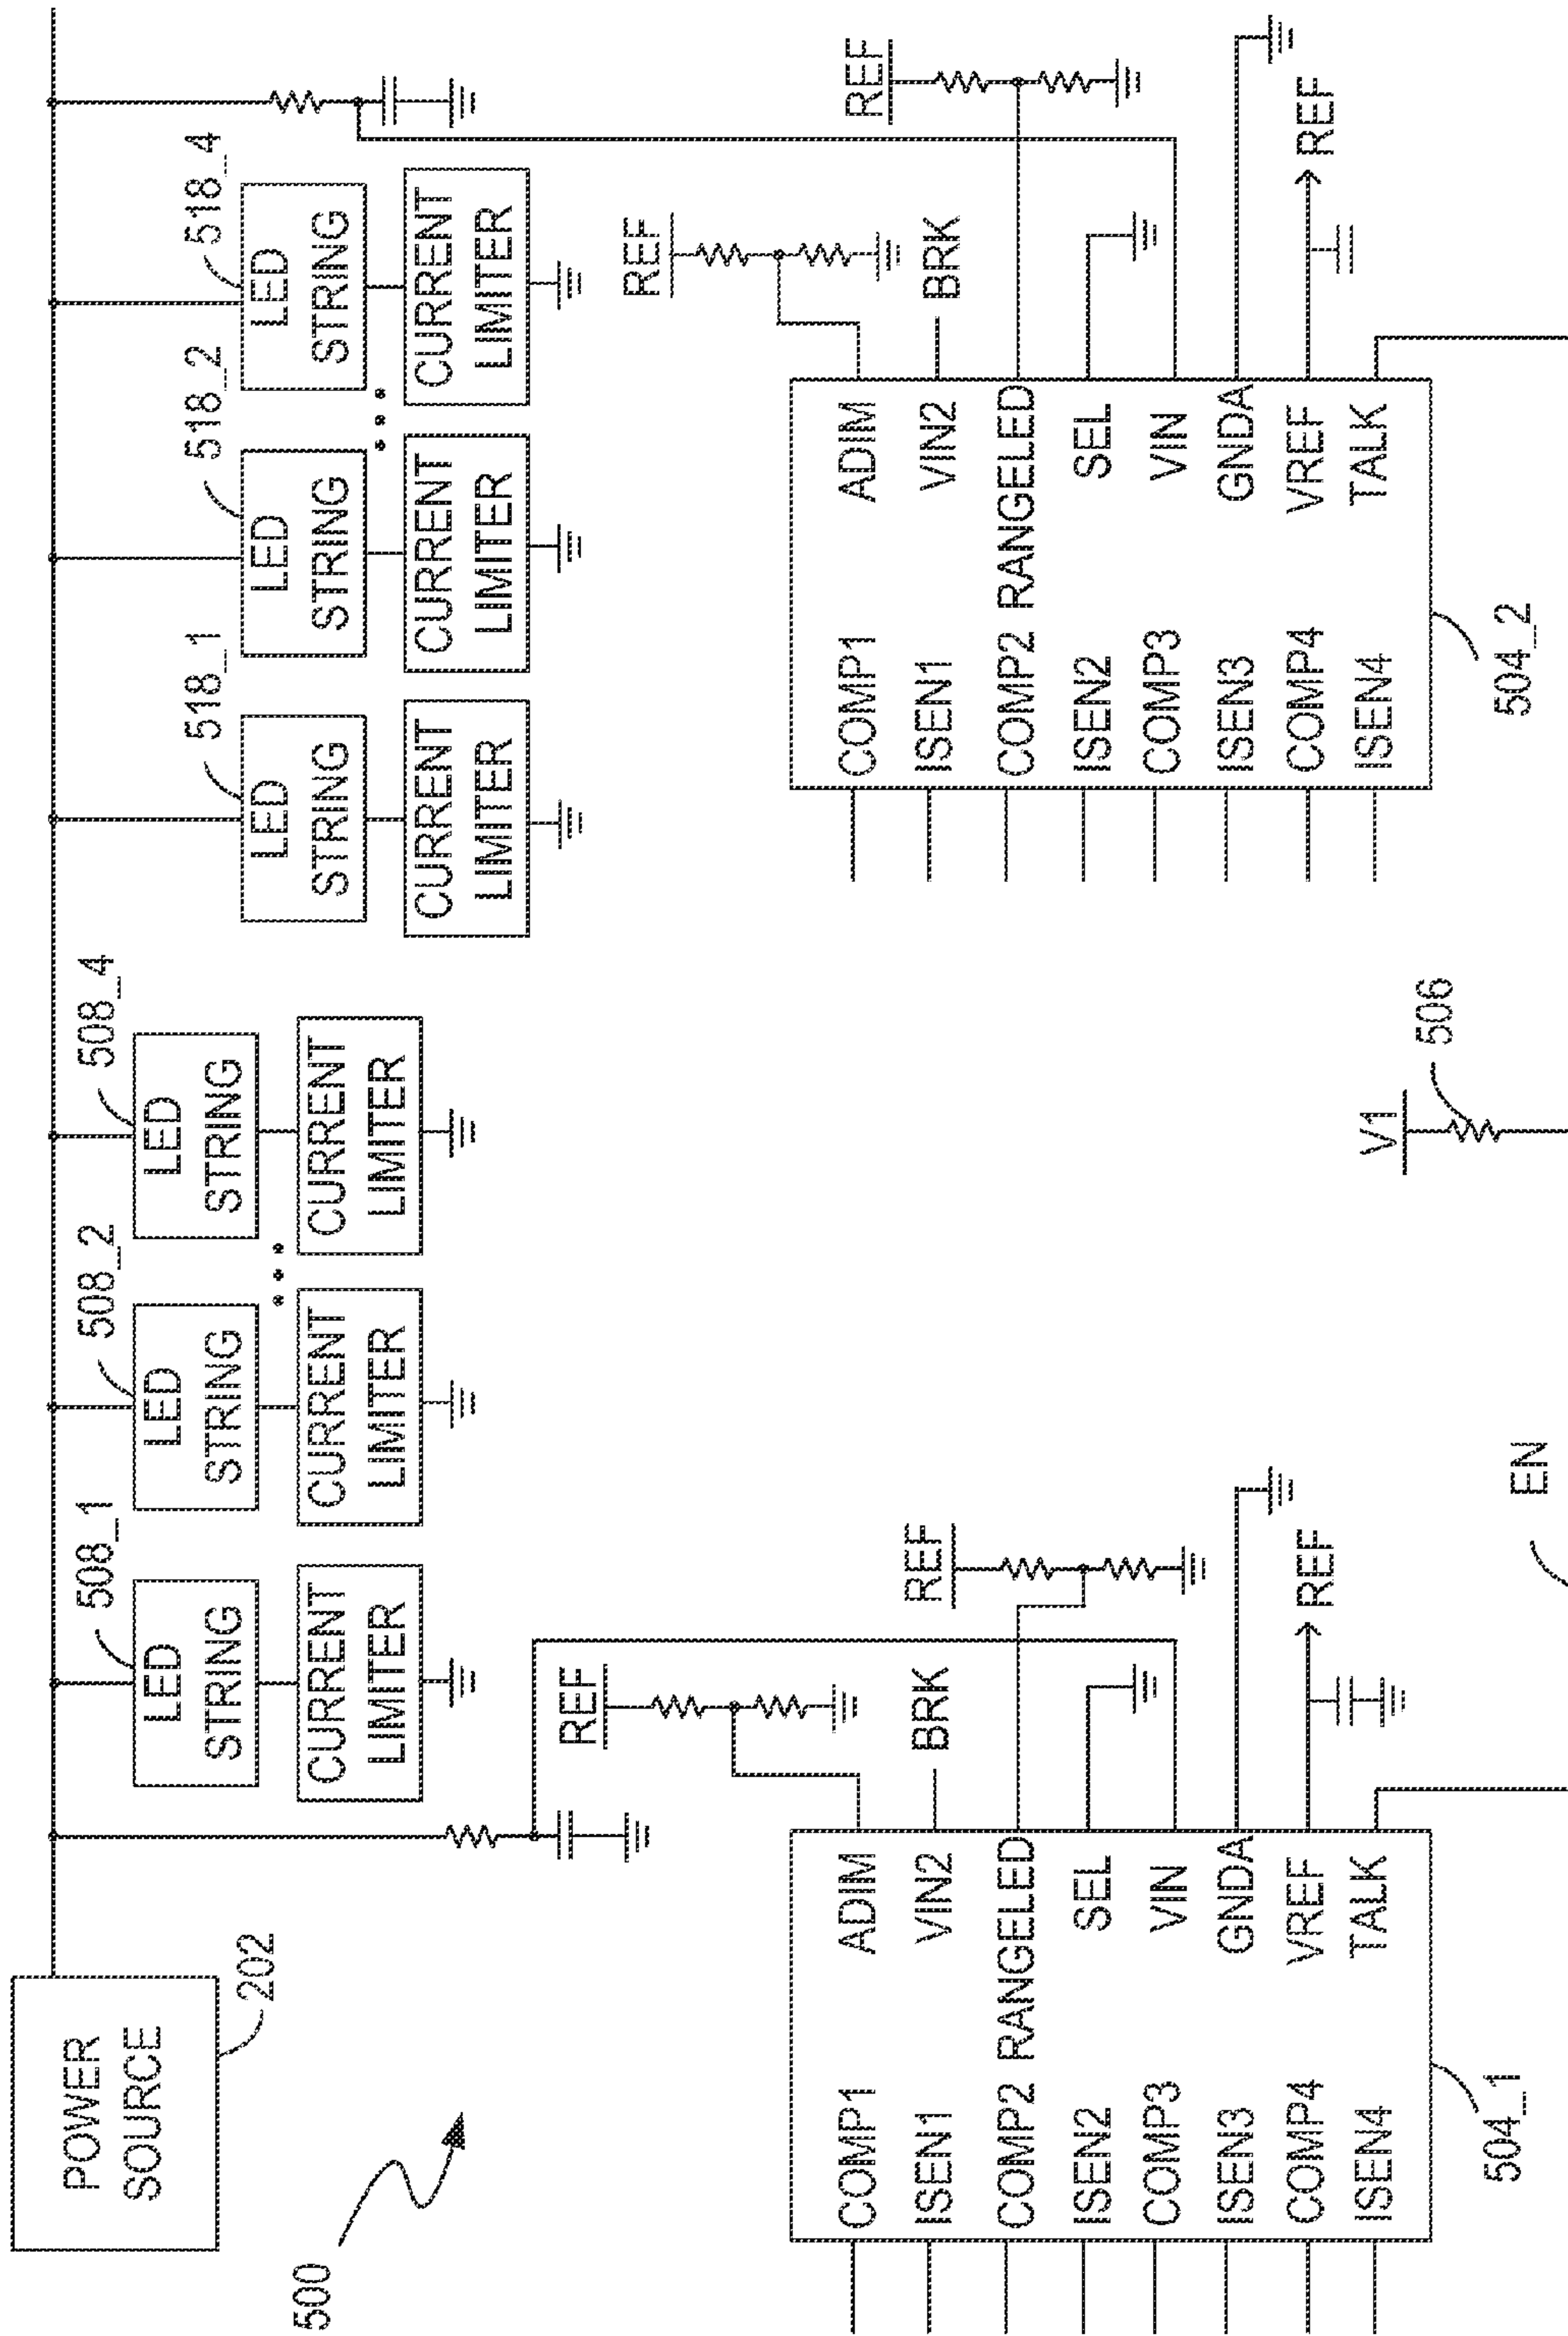 POWER
SOURCE
202
500
508_1
LED
STRING
CURRENT
LIMITER
508_2
LED
STRING
CURRENT
LIMITER
508_4
LED
STRING
CURRENT
LIMITER
518_1
LED
STRING
CURRENT
LIMITER
518_2
LED
STRING
CURRENT
LIMITER
518_4
LED
STRING
CURRENT
LIMITER
COMP1 ADIM
ISEN1 VIN2
COMP2 RANGELED
ISEN2 SEL
COMP3 VIN
ISEN3 GNDA
COMP4 VREF
ISEN4 TALK
504_1
REF
BRK
REF
REF
COMP1 ADIM
ISEN1 VIN2
COMP2 RANGELED
ISEN2 SEL
COMP3 VIN
ISEN3 GNDA
COMP4 VREF
ISEN4 TALK
504_2
REF
BRK
REF
REF
V1
506
EN